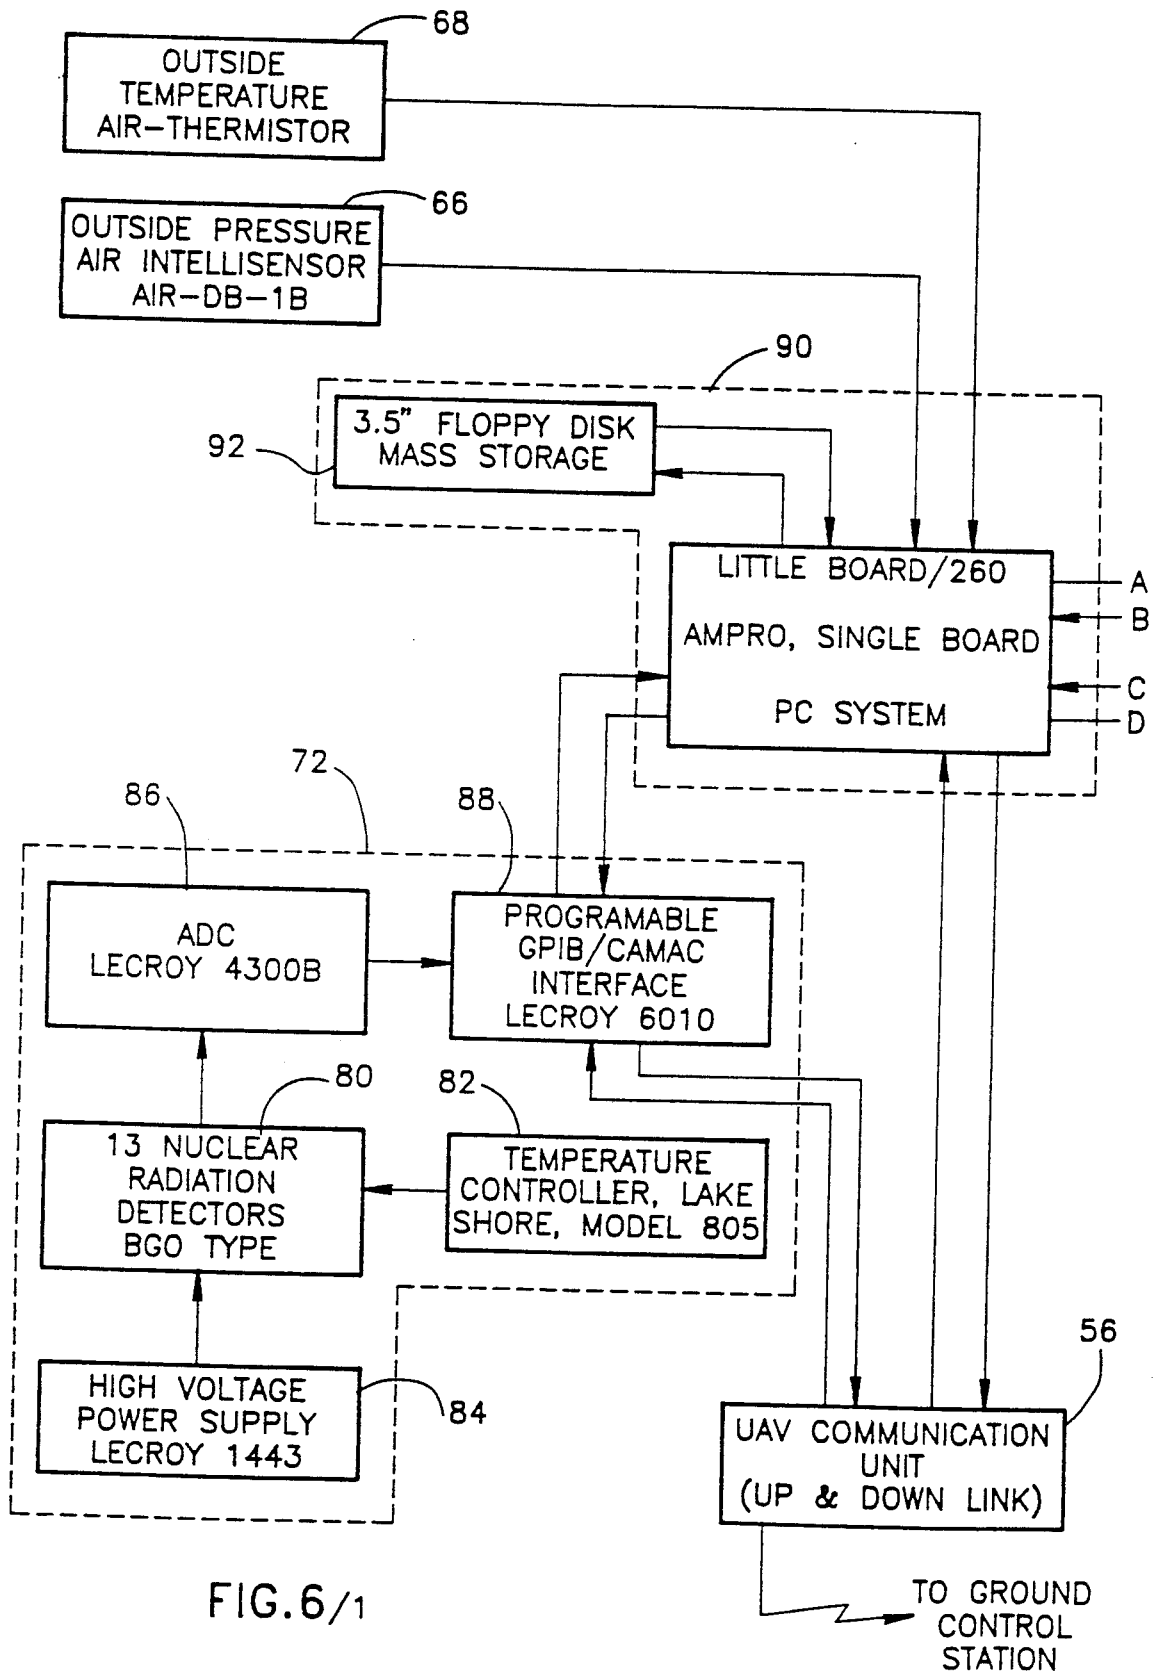 68
OUTSIDE
TEMPERATURE
AIR-THERMISTOR
66
OUTSIDE PRESSURE
AIR INTELLISENSOR
AIR-DB-1B
90
3.5" FLOPPY DISK
MASS STORAGE
92
LITTLE BOARD/260
AMPRO, SINGLE BOARD
PC SYSTEM
A
B
C
D
72
86
88
ADC
LECROY 4300B
PROGRAMABLE
GPIB/CAMAC
INTERFACE
LECROY 6010
80
82
13 NUCLEAR
RADIATION
DETECTORS
BGO TYPE
TEMPERATURE
CONTROLLER, LAKE
SHORE, MODEL 805
HIGH VOLTAGE
POWER SUPPLY
LECROY 1443
84
56
UAV COMMUNICATION
UNIT
(UP & DOWN LINK)
TO GROUND
CONTROL
STATION
FIG.6/1